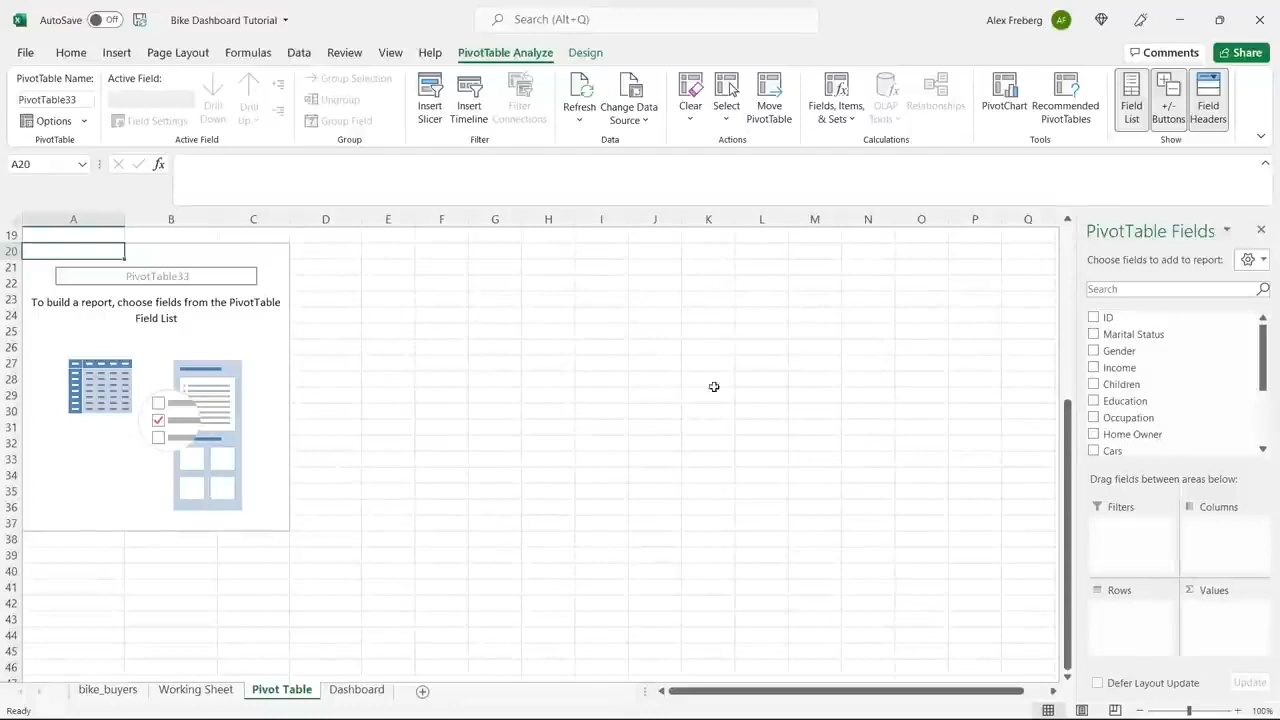 AutoSave Off Bike Dashboard Tutorial Search (Alt+Q) Alex Freberg AF
File Home Insert Page Layout Formulas Data Review View Help PivotTable Analyze Design Comments Share
PivotTable Name:
PivotTable33
Options
PivotTable
Active Field:
Field Settings
Drill Down
Drill Up
Active Field
Group Selection
Ungroup
Group Field
Group
Insert Slicer
Insert Timeline
Filter Connections
Filter
Refresh
Change Data Source
Data
Clear
Select
Move PivotTable
Actions
Fields, Items, & Sets
OLAP Tools
Relationships
Calculations
PivotChart
Recommended PivotTables
Tools
Field List
+/- Buttons
Field Headers
Show
A20 fx
A B C D E F G H I J K L M N O P Q
19
20
21
22
23
24
25
26
27
28
29
30
31
32
33
34
35
36
37
38
39
40
41
42
43
44
45
46
PivotTable33
To build a report, choose fields from the PivotTable
Field List
PivotTable Fields
Choose fields to add to report:
Search
ID
Marital Status
Gender
Income
Children
Education
Occupation
Home Owner
Cars
Drag fields between areas below:
Filters Columns
Rows Σ Values
Defer Layout Update Update
bike_buyers Working Sheet Pivot Table Dashboard
Ready 100%